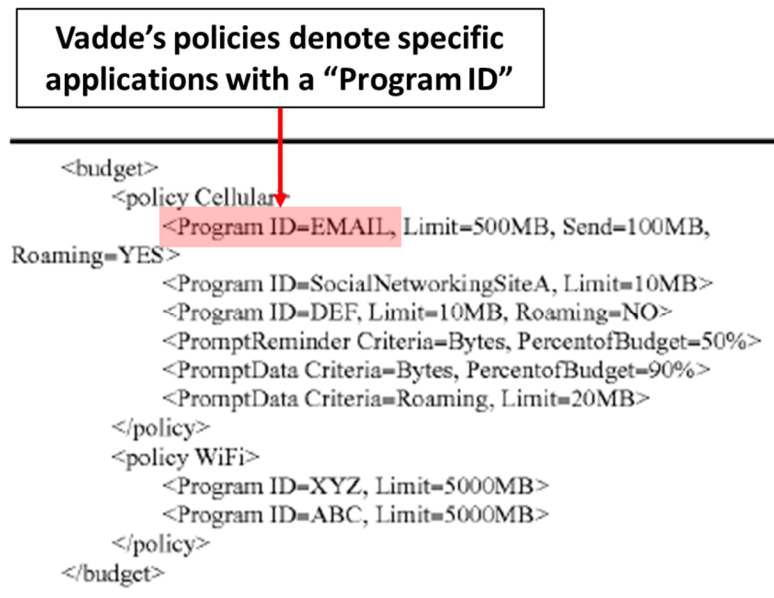 Vadde's policies denote specific
applications with a “Program ID”
<budget>
<policy Cellular>
<Program ID=EMAIL, Limit=500MB, Send=100MB,
Roaming=YES>
<Program ID=SocialNetworkingSiteA, Limit=10MB>
<Program ID=DEF, Limit=10MB, Roaming=NO>
<PromptReminder Criteria=Bytes, PercentofBudget=50%>
<PromptData Criteria=Bytes, PercentofBudget=90%>
<PromptData Criteria=Roaming, Limit=20MB>
</policy>
<policy WiFi>
<Program ID=XYZ, Limit=5000MB>
<Program ID=ABC, Limit=5000MB>
</policy>
</budget>